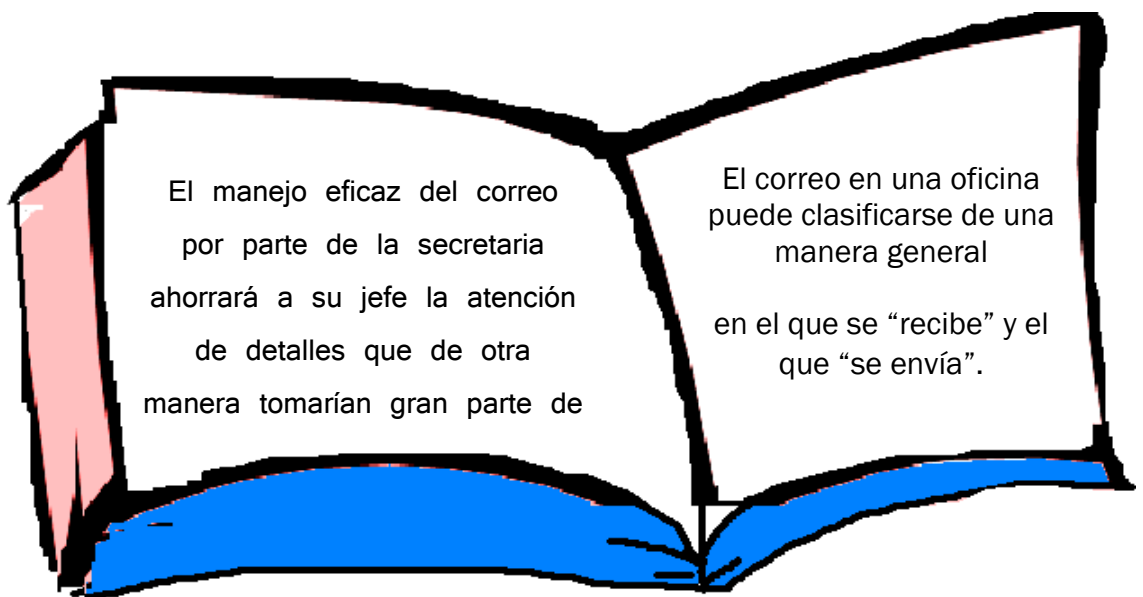 El manejo eficaz del correo
por parte de la secretaria
ahorrará a su jefe la atención
de detalles que de otra
manera tomarían gran parte de
El correo en una oficina
puede clasificarse de una
manera general
en el que se “recibe” y el
que “se envía”.